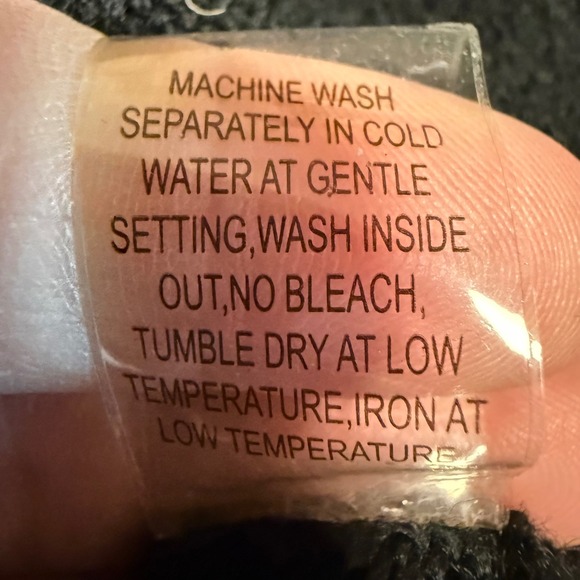 MACHINE WASH
SEPARATELY IN COLD
WATER AT GENTLE
SETTING,WASH INSIDE
OUT,NO BLEACH,
TUMBLE DRY AT LOW
TEMPERATURE,IRON AT
LOW TEMPERATURE